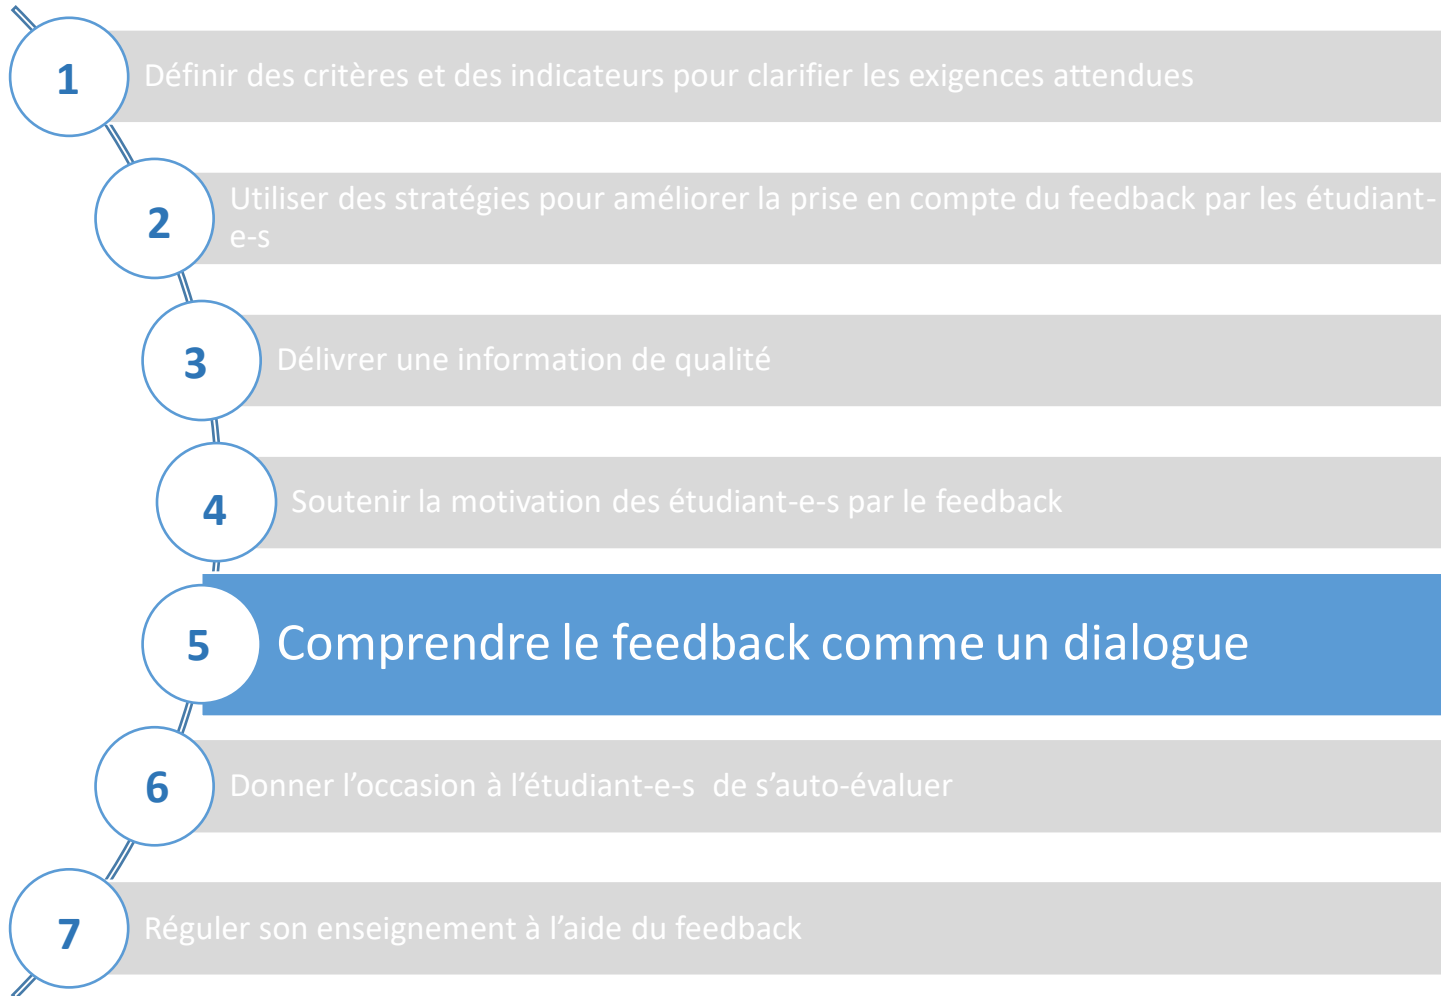 1
Définir des critères et des indicateurs pour clarifier les exigences attendues
2
Utiliser des stratégies pour améliorer la prise en compte du feedback par les étudiant-
e-s
3
Délivrer une information de qualité
4
Soutenir la motivation des étudiant-e-s par le feedback
5
Comprendre le feedback comme un dialogue
6
Donner l’occasion à l’étudiant-e-s  de s’auto-évaluer
7
Réguler son enseignement à l’aide du feedback